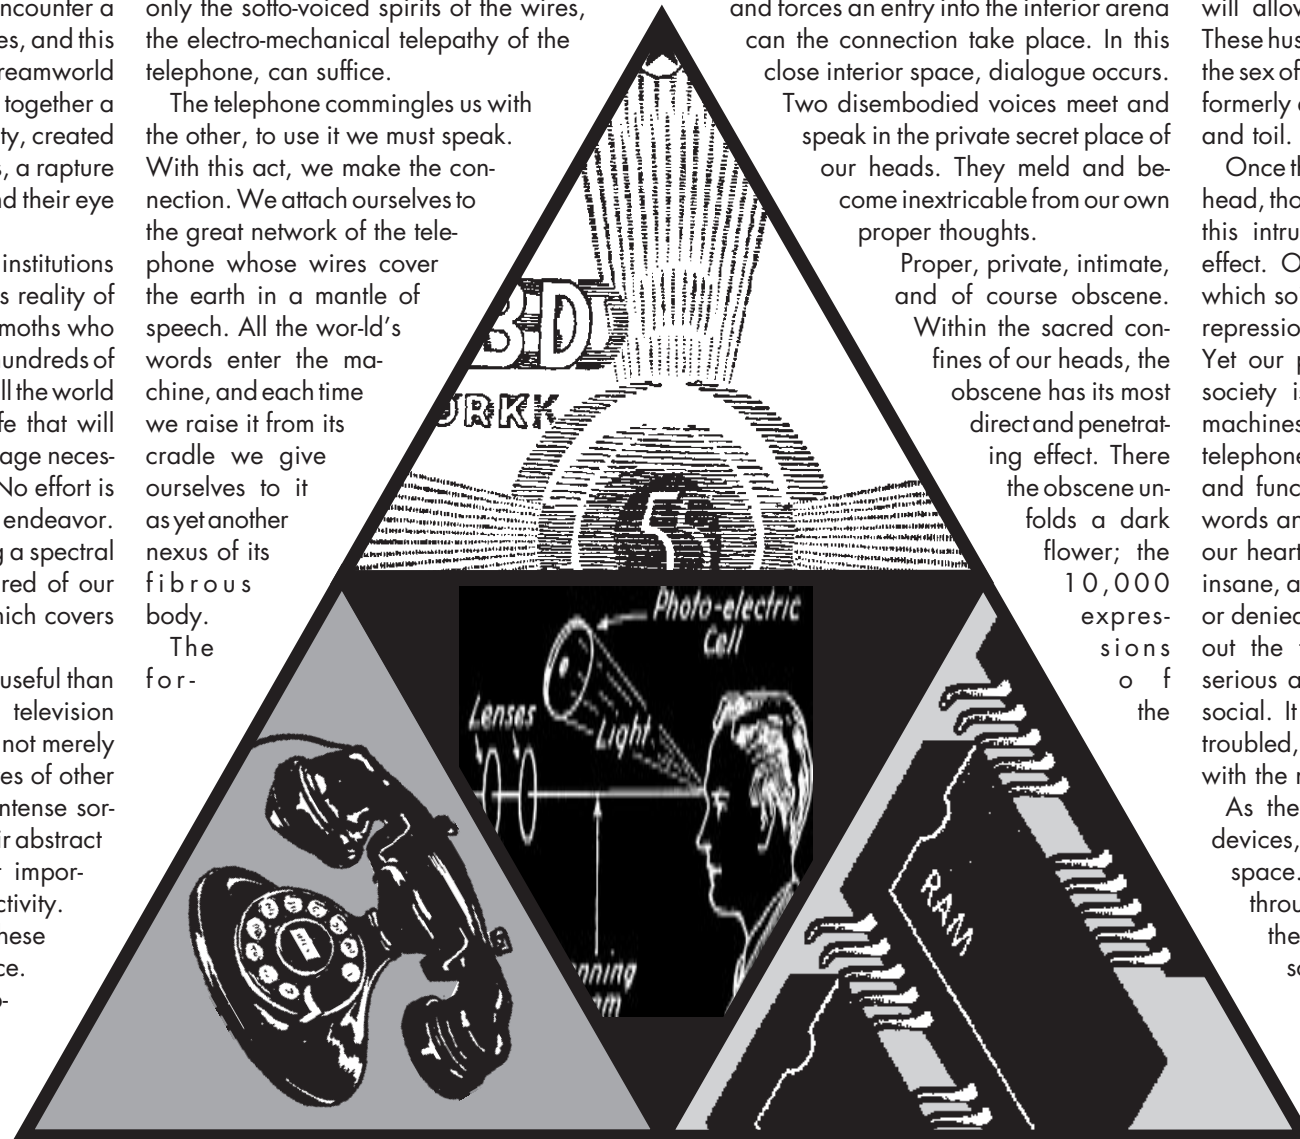 ncounter a
es, and this
reamworld
together a
ty, created
s, a rapture
nd their eye
institutions
s reality of
moths who
hundreds of
ll the world
fe that will
age neces-
No effort is
endeavor.
g a spectral
red of our
hich covers
useful than
television
not merely
es of other
ntense sor-
ir abstract
impor-
ctivity.
hese
ce.
only the sotto-voiced spirits of the wires,
the electro-mechanical telepathy of the
telephone, can suffice.
The telephone commingles us with
the other, to use it we must speak.
With this act, we make the con-
nection. We attach ourselves to
the great network of the tele-
phone whose wires cover
the earth in a mantle of
speech. All the wor-ld's
words enter the ma-
chine, and each time
we raise it from its
cradle we give
ourselves to it
as yet another
nexus of its
fibrous
body.
The
for-
BD
URKK
5
Photo-electric
Cell
Lenses
Light
nning
m
RAM
and forces an entry into the interior arena
can the connection take place. In this
close interior space, dialogue occurs.
Two disembodied voices meet and
speak in the private secret place of
our heads. They meld and be-
come inextricable from our own
proper thoughts.
Proper, private, intimate,
and of course obscene.
Within the sacred con-
fines of our heads, the
obscene has its most
direct and penetrat-
ing effect. There
the obscene un-
folds a dark
flower; the
10,000
expres-
sions
of
the
will allow
These hus
the sex of
formerly
and toil.
Once th
head, tho
this intru
effect. O
which so
repressio
Yet our p
society is
machines
telephone
and func
words an
our heart
insane, a
or denied
out the
serious a
social. It
troubled,
with the
As the
devices,
space.
throu
the
so